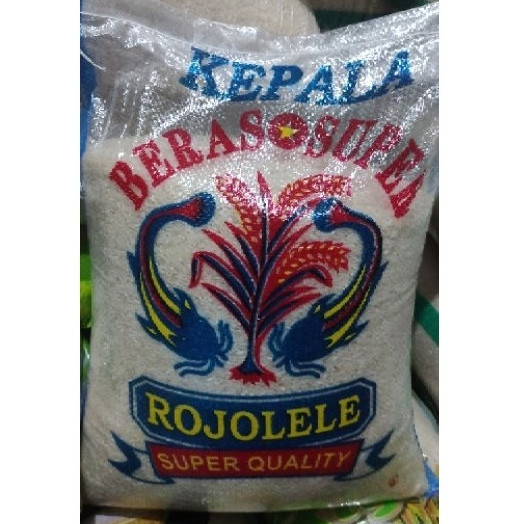 KEPALA
BERAS SUPER
ROJOLELE
SUPER QUALITY